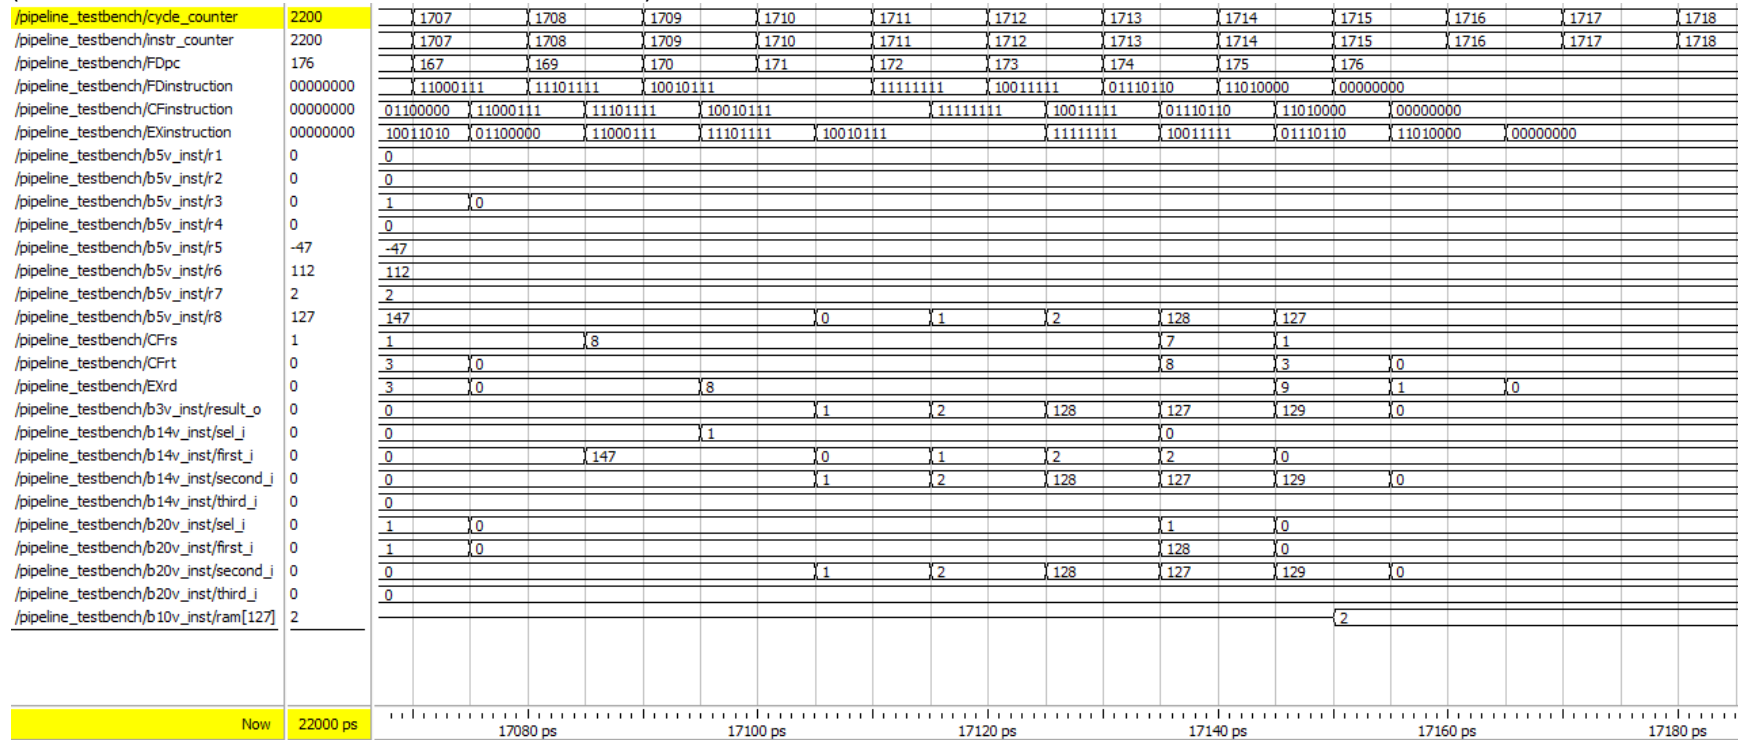 /pipeline_testbench/cycle_counter 2200 1707 1708 1709 1710 1711 1712 1713 1714 1715 1716 1717 1718
/pipeline_testbench/instr_counter 2200 1707 1708 1709 1710 1711 1712 1713 1714 1715 1716 1717 1718
/pipeline_testbench/FDpc 176 167 169 170 171 172 173 174 175 176
/pipeline_testbench/FDinstruction 00000000 11000111 11101111 10010111 11111111 10011111 01110110 11010000 00000000
/pipeline_testbench/CFinstruction 00000000 01100000 11000111 11101111 10010111 11111111 10011111 01110110 11010000 00000000
/pipeline_testbench/EXinstruction 00000000 10011010 01100000 11000111 11101111 10010111 11111111 10011111 01110110 11010000 00000000
/pipeline_testbench/b5v_inst/r1 0 0
/pipeline_testbench/b5v_inst/r2 0 0
/pipeline_testbench/b5v_inst/r3 0 1 0
/pipeline_testbench/b5v_inst/r4 0 0
/pipeline_testbench/b5v_inst/r5 -47 -47
/pipeline_testbench/b5v_inst/r6 112 112
/pipeline_testbench/b5v_inst/r7 2 2
/pipeline_testbench/b5v_inst/r8 127 147 0 1 2 128 127
/pipeline_testbench/CFrs 1 1 8 7 1
/pipeline_testbench/CFrt 0 3 0 8 3 0
/pipeline_testbench/EXrd 0 3 0 8 9 1 0
/pipeline_testbench/b3v_inst/result_o 0 0 1 2 128 127 129 0
/pipeline_testbench/b14v_inst/sel_i 0 0 1 0
/pipeline_testbench/b14v_inst/first_i 0 0 147 0 1 2 2 0
/pipeline_testbench/b14v_inst/second_i 0 0 1 2 128 127 129 0
/pipeline_testbench/b14v_inst/third_i 0 0
/pipeline_testbench/b20v_inst/sel_i 0 1 0 1 0
/pipeline_testbench/b20v_inst/first_i 0 1 0 128 0
/pipeline_testbench/b20v_inst/second_i 0 0 1 2 128 127 129 0
/pipeline_testbench/b20v_inst/third_i 0 0
/pipeline_testbench/b10v_inst/ram[127] 2 2
Now 22000 ps 17080 ps 17100 ps 17120 ps 17140 ps 17160 ps 17180 ps